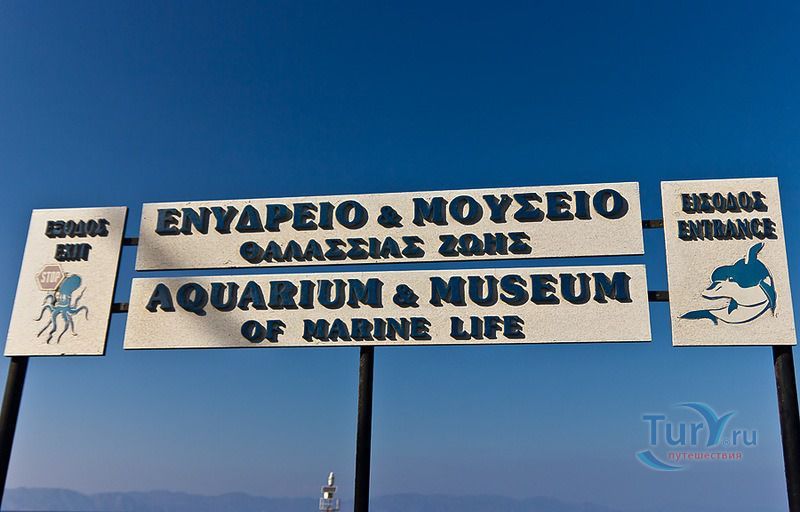 ΕΞΟΔΟΣ
EXIT
STOP
ΕΝΥΔΡΕΙΟ & ΜΟΥΣΕΙΟ
ΘΑΛΑΣΣΙΑΣ ΖΩΗΣ
AQUARIUM & MUSEUM
OF MARINE LIFE
ΕΙΣΟΔΟΣ
ENTRANCE
Tury.ru
путешествия